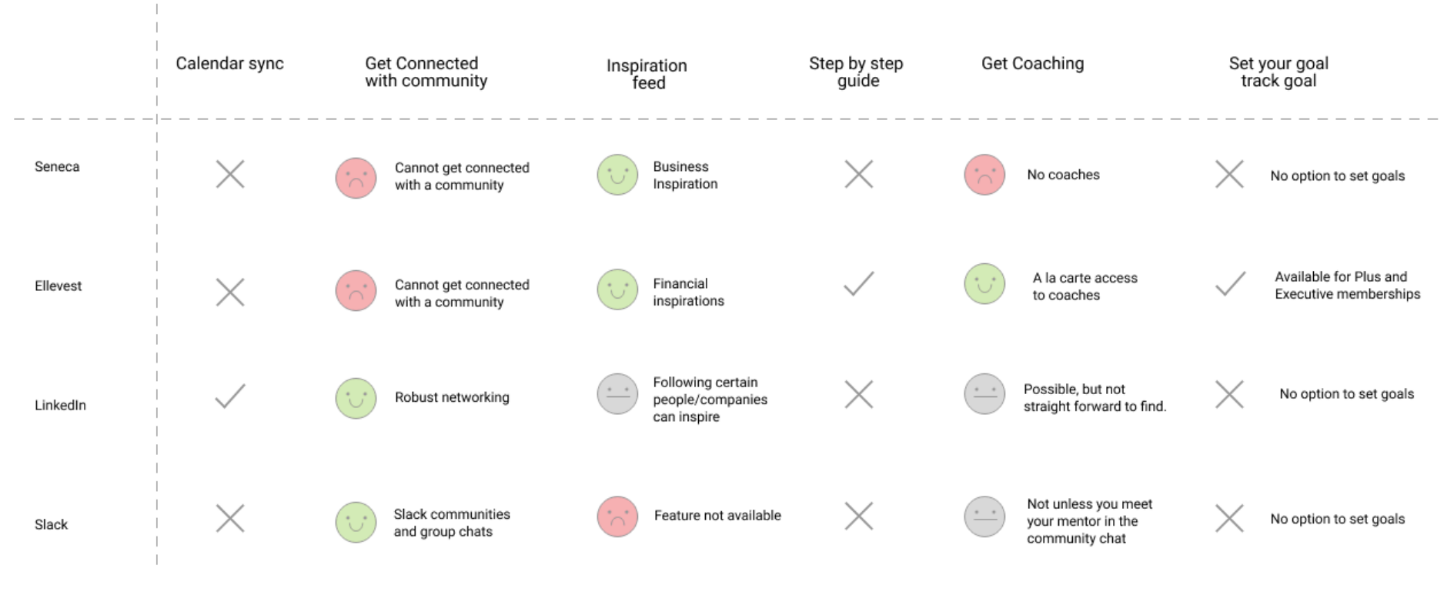 Calendar sync
Get Connected
with community
Inspiration
feed
Step by step
guide
Get Coaching
Set your goal
track goal
Seneca
Cannot get connected
with a community
Business
Inspiration
No coaches
No option to set goals
Ellevest
Cannot get connected
with a community
Financial
inspirations
A la carte access
to coaches
Available for Plus and
Executive memberships
LinkedIn
Robust networking
Following certain
people/companies
can inspire
Possible, but not
straight forward to find.
No option to set goals
Slack
Slack communities
and group chats
Feature not available
Not unless you meet
your mentor in the
community chat
No option to set goals